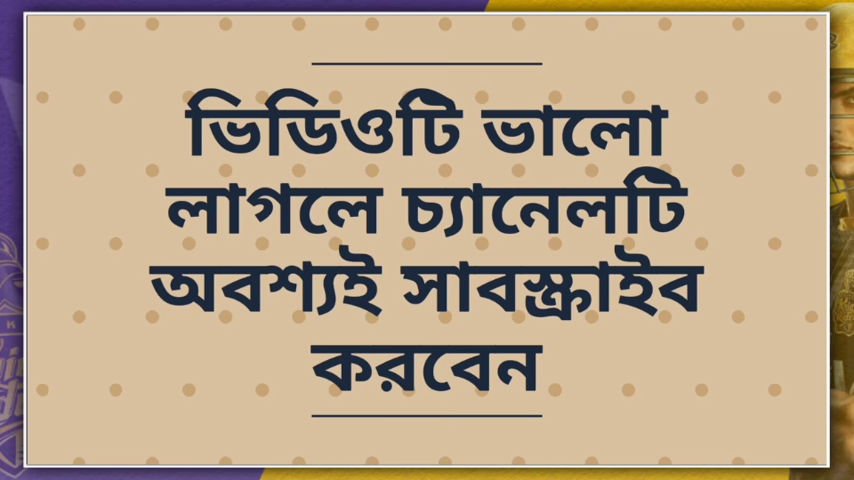 ভিডিওটি ভালো
লাগলে চ্যানেলটি
অবশ্যই সাবস্ক্রাইব
করবেন